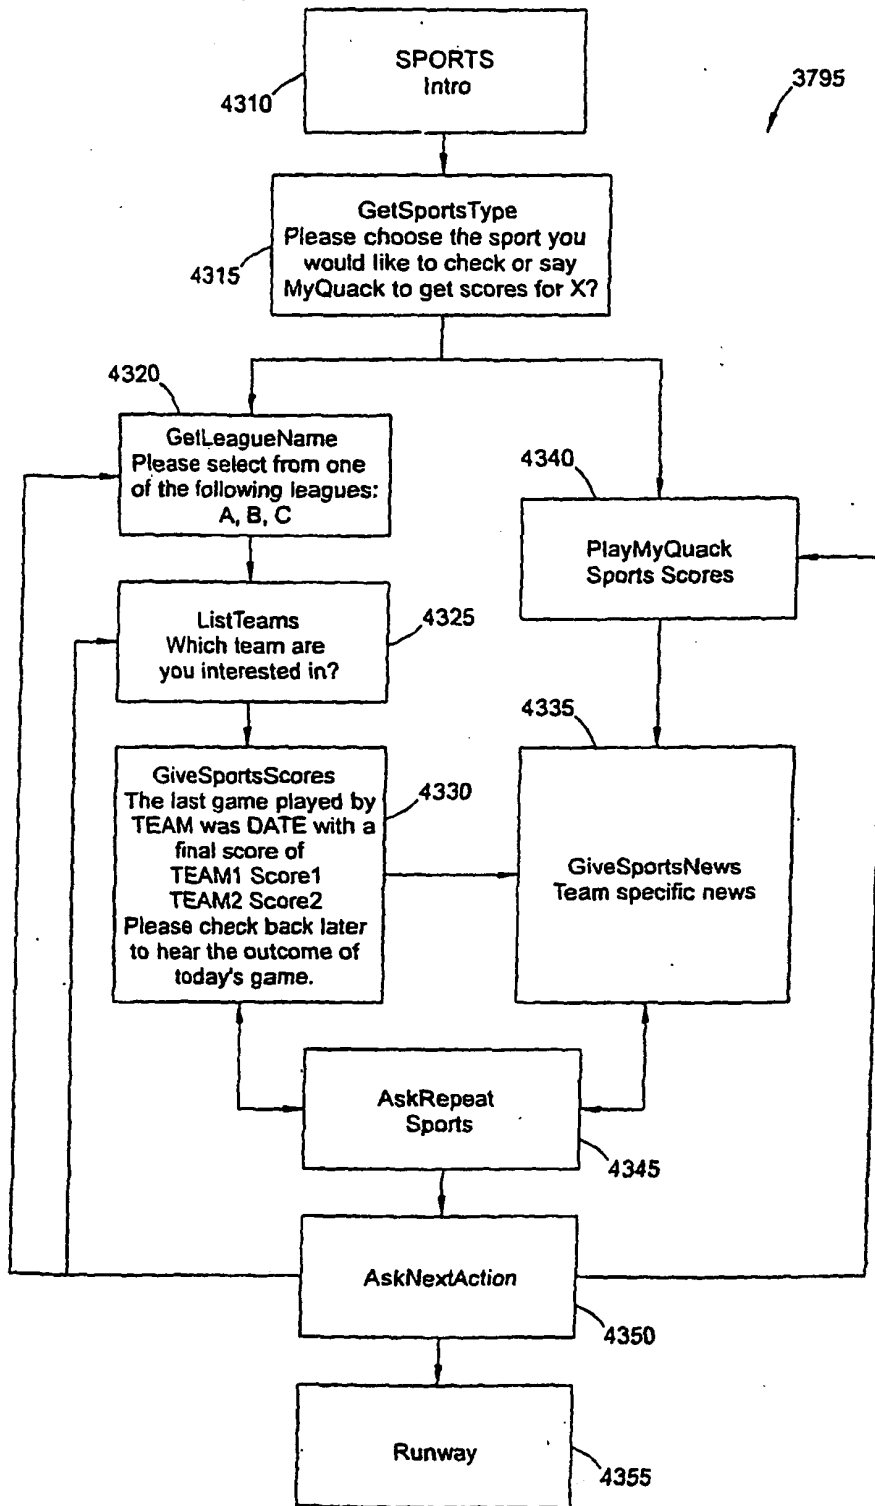 SPORTS
Intro
4310
3795
GetSportsType
Please choose the sport you
would like to check or say
MyQuack to get scores for X?
4315
4320
GetLeagueName
Please select from one
of the following leagues:
A, B, C
4340
PlayMyQuack
Sports Scores
ListTeams
Which team are
you interested in?
4325
4335
GiveSportsScores
The last game played by
TEAM was DATE with a
final score of
TEAM1 Score1
TEAM2 Score2
Please check back later
to hear the outcome of
today's game.
4330
GiveSportsNews
Team specific news
AskRepeat
Sports
4345
AskNextAction
4350
Runway
4355